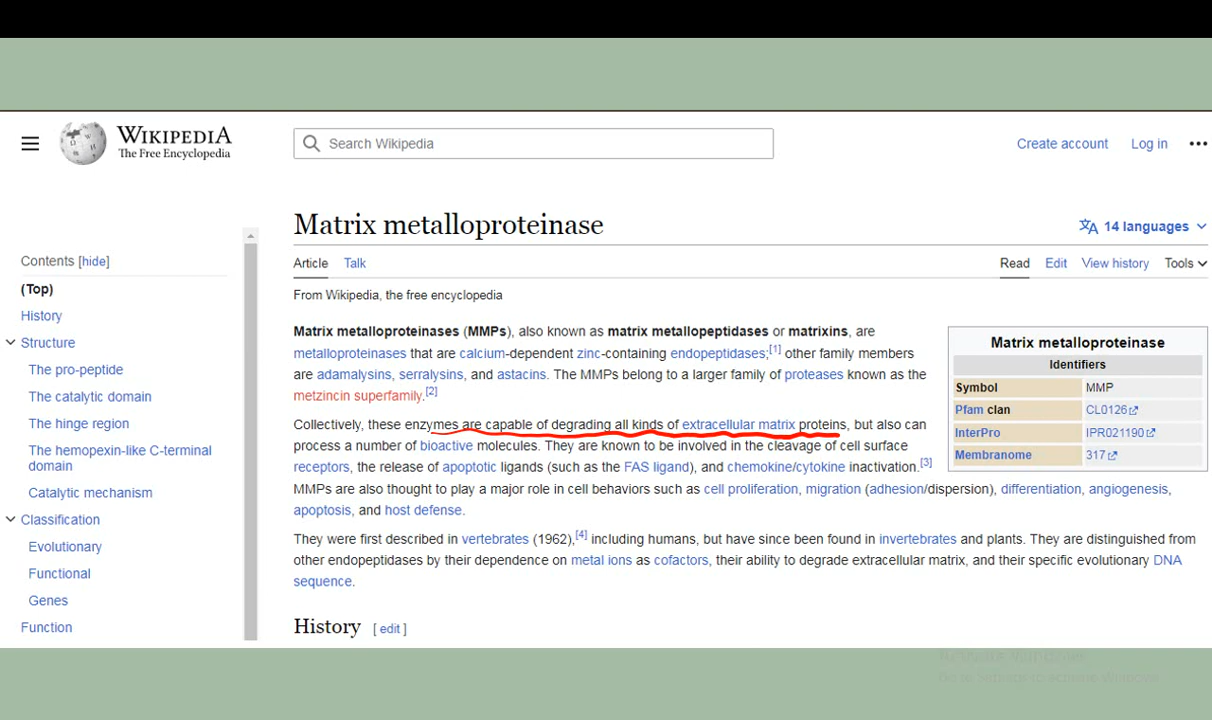 WIKIPEDIA
The Free Encyclopedia
Search Wikipedia
Create account Log in
Matrix metalloproteinase
14 languages
Contents [hide]
Article Talk
Read Edit View history Tools
(Top)
From Wikipedia, the free encyclopedia
History
Structure
The pro-peptide
The catalytic domain
The hinge region
The hemopexin-like C-terminal
domain
Catalytic mechanism
Classification
Evolutionary
Functional
Genes
Function
Matrix metalloproteinases (MMPs), also known as matrix metallopeptidases or matrixins, are
metalloproteinases that are calcium-dependent zinc-containing endopeptidases;[1] other family members
are adamalysins, serralysins, and astacins. The MMPs belong to a larger family of proteases known as the
metzincin superfamily.[2]
Collectively, these enzymes are capable of degrading all kinds of extracellular matrix proteins, but also can
process a number of bioactive molecules. They are known to be involved in the cleavage of cell surface
receptors, the release of apoptotic ligands (such as the FAS ligand), and chemokine/cytokine inactivation.[3]
MMPs are also thought to play a major role in cell behaviors such as cell proliferation, migration (adhesion/dispersion), differentiation, angiogenesis,
apoptosis, and host defense.
They were first described in vertebrates (1962),[4] including humans, but have since been found in invertebrates and plants. They are distinguished from
other endopeptidases by their dependence on metal ions as cofactors, their ability to degrade extracellular matrix, and their specific evolutionary DNA
sequence.
Matrix metalloproteinase
Identifiers
Symbol MMP
Pfam clan CL0126
InterPro IPR021190
Membranome 317
History [ edit ]